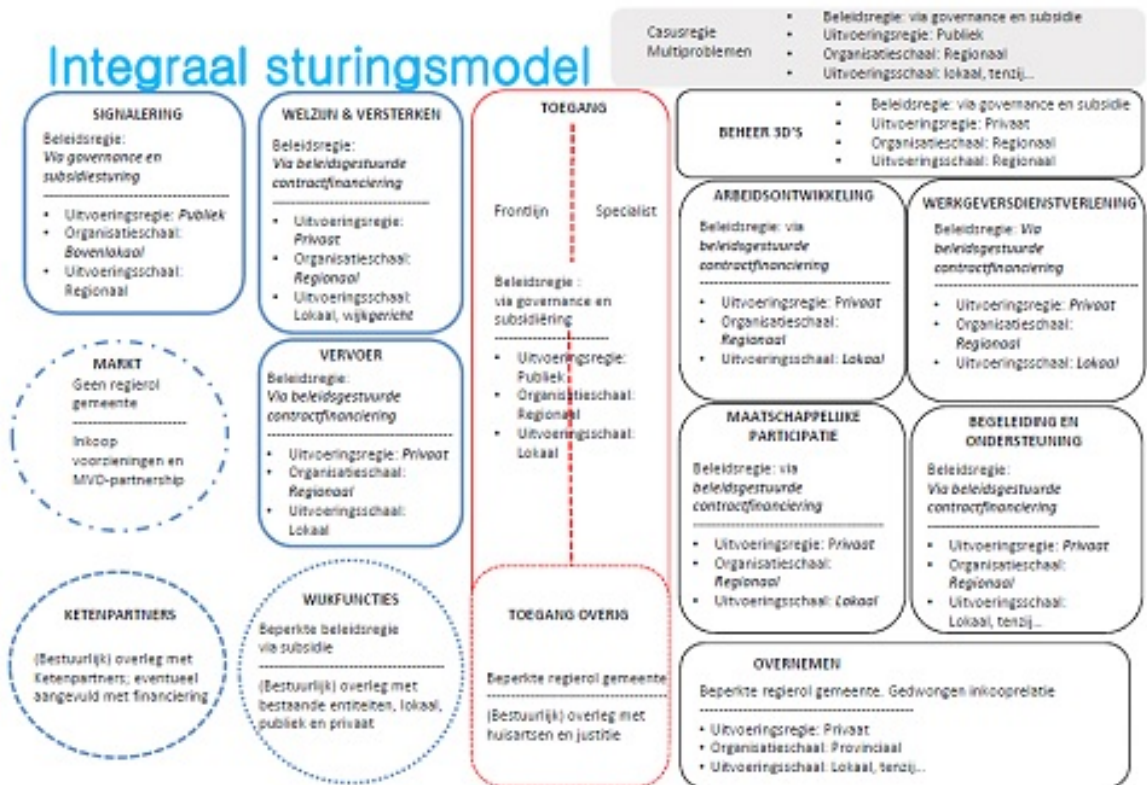 Integraal sturingsmodel
Casusregie
Multiproblemen
• Beleidsregie: via governance en subsidie
• Uitvoeringsregie: Publiek
• Organisatieschaal: Regionaal
• Uitvoeringsschaal: lokaal, tenzij...
SIGNALERING
Beleidsregie:
Via governance en
subsidiesturing
• Uitvoeringsregie: Publiek
• Organisatieschaal:
Bovenlokaal
• Uitvoeringsschaal:
Regionaal
WELZIJN & VERSTERKEN
Beleidsregie:
Via beleidsgestuurde
contractfinanciering
• Uitvoeringsregie:
Privaat
• Organisatieschaal:
Regionaal
• Uitvoeringsschaal:
Lokaal, wijkgericht
TOEGANG
Frontlijn Specialist
Beleidsregie :
via governance en
subsidiëring
• Uitvoeringsregie:
Publiek
• Organisatieschaal:
Regionaal
• Uitvoeringsschaal:
Lokaal
BEHEER 3D'S
• Beleidsregie: via governance en subsidie
• Uitvoeringsregie: Privaat
• Organisatieschaal: Regionaal
• Uitvoeringsschaal: Regionaal
ARBEIDSONTWIKKELING
Beleidsregie: via
beleidsgestuurde
contractfinanciering
• Uitvoeringsregie: Privaat
• Organisatieschaal:
Regionaal
• Uitvoeringsschaal: Lokaal
WERKGEVERSDIENSTVERLENING
Beleidsregie: Via
beleidsgestuurde
contractfinanciering
• Uitvoeringsregie: Privaat
• Organisatieschaal:
Regionaal
• Uitvoeringsschaal: Lokaal
MARKT
Geen regierol
gemeente
Inkoop
voorzieningen en
MVO-partnership
VERVOER
Beleidsregie:
Via beleidsgestuurde
contractfinanciering
• Uitvoeringsregie: Privaat
• Organisatieschaal:
Regionaal
• Uitvoeringsschaal:
Lokaal
MAATSCHAPPELIJKE
PARTICIPATIE
Beleidsregie: via
beleidsgestuurde
contractfinanciering
• Uitvoeringsregie: Privaat
• Organisatieschaal:
Regionaal
• Uitvoeringsschaal: Lokaal
BEGELEIDING EN
ONDERSTEUNING
Beleidsregie:
Via beleidsgestuurde
contractfinanciering
• Uitvoeringsregie: Privaat
• Organisatieschaal:
Regionaal
• Uitvoeringsschaal:
Lokaal, tenzij...
KETENPARTNERS
(Bestuurlijk) overleg met
Ketenpartners; eventueel
aangevuld met financiering
WIJKFUNCTIES
Beperkte beleidsregie
via subsidie
(Bestuurlijk) overleg met
bestaande entiteiten, lokaal,
publiek en privaat
TOEGANG OVERIG
Beperkte regierol gemeente
(Bestuurlijk) overleg met
huisartsen en justitie
OVERNEMEN
Beperkte regierol gemeente. Gedwongen inkooprelatie
• Uitvoeringsregie: Privaat
• Organisatieschaal: Provinciaal
• Uitvoeringsschaal: Lokaal, tenzij...